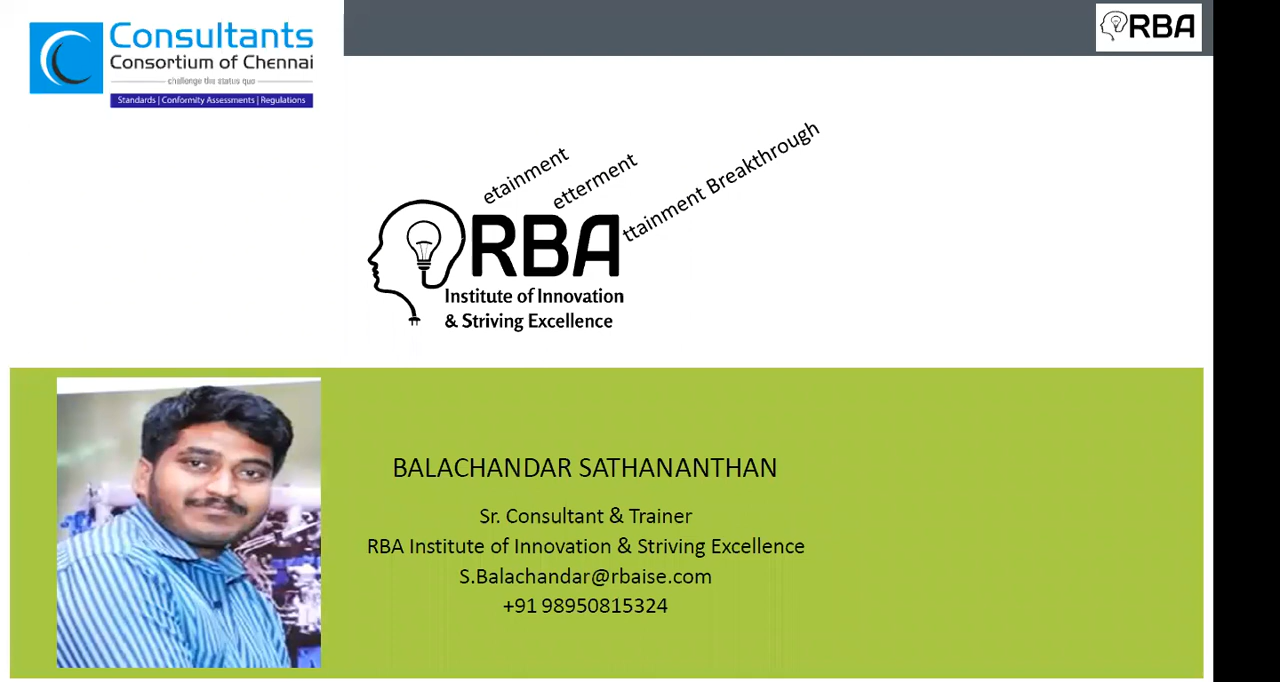 Consultants
Consortium of Chennai
challenge the status quo
Standards | Conformity Assessments | Regulations
RBA
etainment
etterment
ttainment Breakthrough
RBA
Institute of Innovation
& Striving Excellence
BALACHANDAR SATHANANTHAN
Sr. Consultant & Trainer
RBA Institute of Innovation & Striving Excellence
S.Balachandar@rbaise.com
+91 98950815324